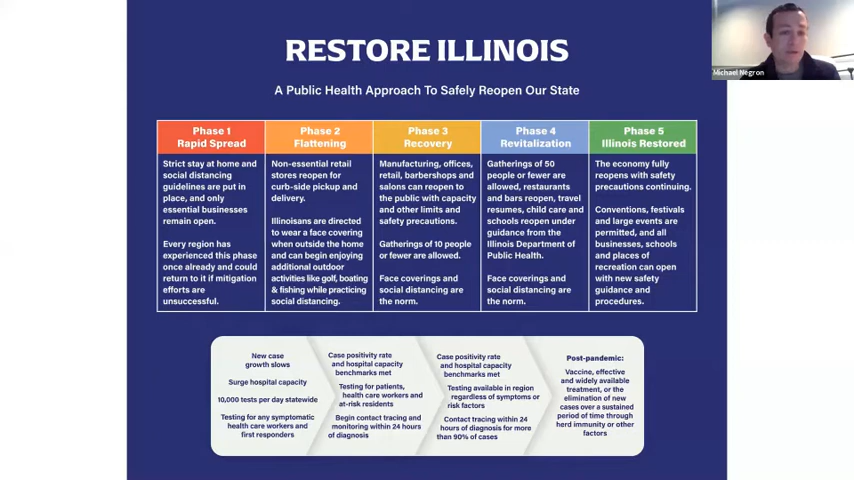 RESTORE ILLINOIS
A Public Health Approach To Safely Reopen Our State
Michael Negron
Phase 1
Rapid Spread
Strict stay at home and
social distancing
guidelines are put in
place, and only
essential businesses
remain open.
Every region has
experienced this phase
once already and could
return to it if mitigation
efforts are
unsuccessful.
Phase 2
Flattening
Non-essential retail
stores reopen for
curb-side pickup and
delivery.
Illinoisans are directed
to wear a face covering
when outside the home
and can begin enjoying
additional outdoor
activities like golf, boating
& fishing while practicing
social distancing.
Phase 3
Recovery
Manufacturing, offices,
retail, barbershops and
salons can reopen to
the public with capacity
and other limits and
safety precautions.
Gatherings of 10 people
or fewer are allowed.
Face coverings and
social distancing are
the norm.
Phase 4
Revitalization
Gatherings of 50
people or fewer are
allowed, restaurants
and bars reopen, travel
resumes, child care and
schools reopen under
guidance from the
Illinois Department of
Public Health.
Face coverings and
social distancing are
the norm.
Phase 5
Illinois Restored
The economy fully
reopens with safety
precautions continuing.
Conventions, festivals
and large events are
permitted, and all
businesses, schools
and places of
recreation can open
with new safety
guidance and
procedures.
New case
growth slows
Surge hospital capacity
10,000 tests per day statewide
Testing for any symptomatic
health care workers and
first responders
Case positivity rate
and hospital capacity
benchmarks met
Testing for patients,
health care workers and
at-risk residents
Begin contact tracing and
monitoring within 24 hours
of diagnosis
Case positivity rate
and hospital capacity
benchmarks met
Testing available in region
regardless of symptoms or
risk factors
Contact tracing within 24
hours of diagnosis for more
than 90% of cases
Post-pandemic:
Vaccine, effective
and widely available
treatment, or the
elimination of new
cases over a sustained
period of time through
herd immunity or other
factors